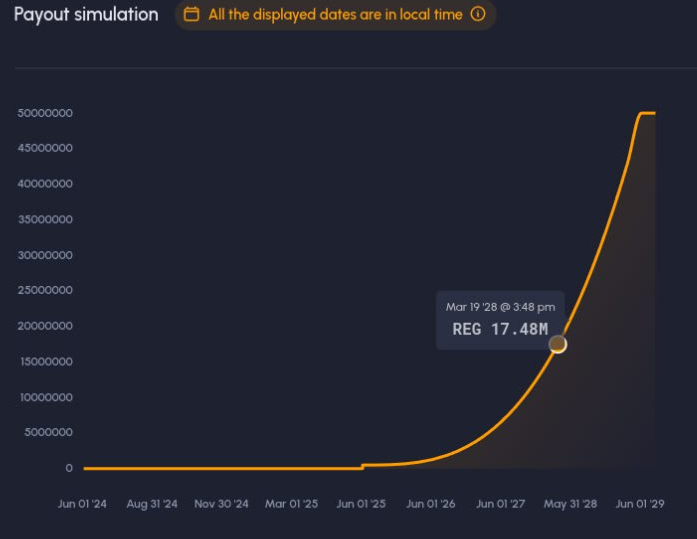 Payout simulation
All the displayed dates are in local time
50000000
45000000
40000000
35000000
30000000
25000000
20000000
15000000
10000000
5000000
0
Mar 19 '28 @ 3:48 pm
REG 17.48M
Jun 01 '24 Aug 31 '24 Nov 30 '24 Mar 01 '25 Jun 01 '25 Jun 01 '26 Jun 01 '27 May 31 '28 Jun 01 '29